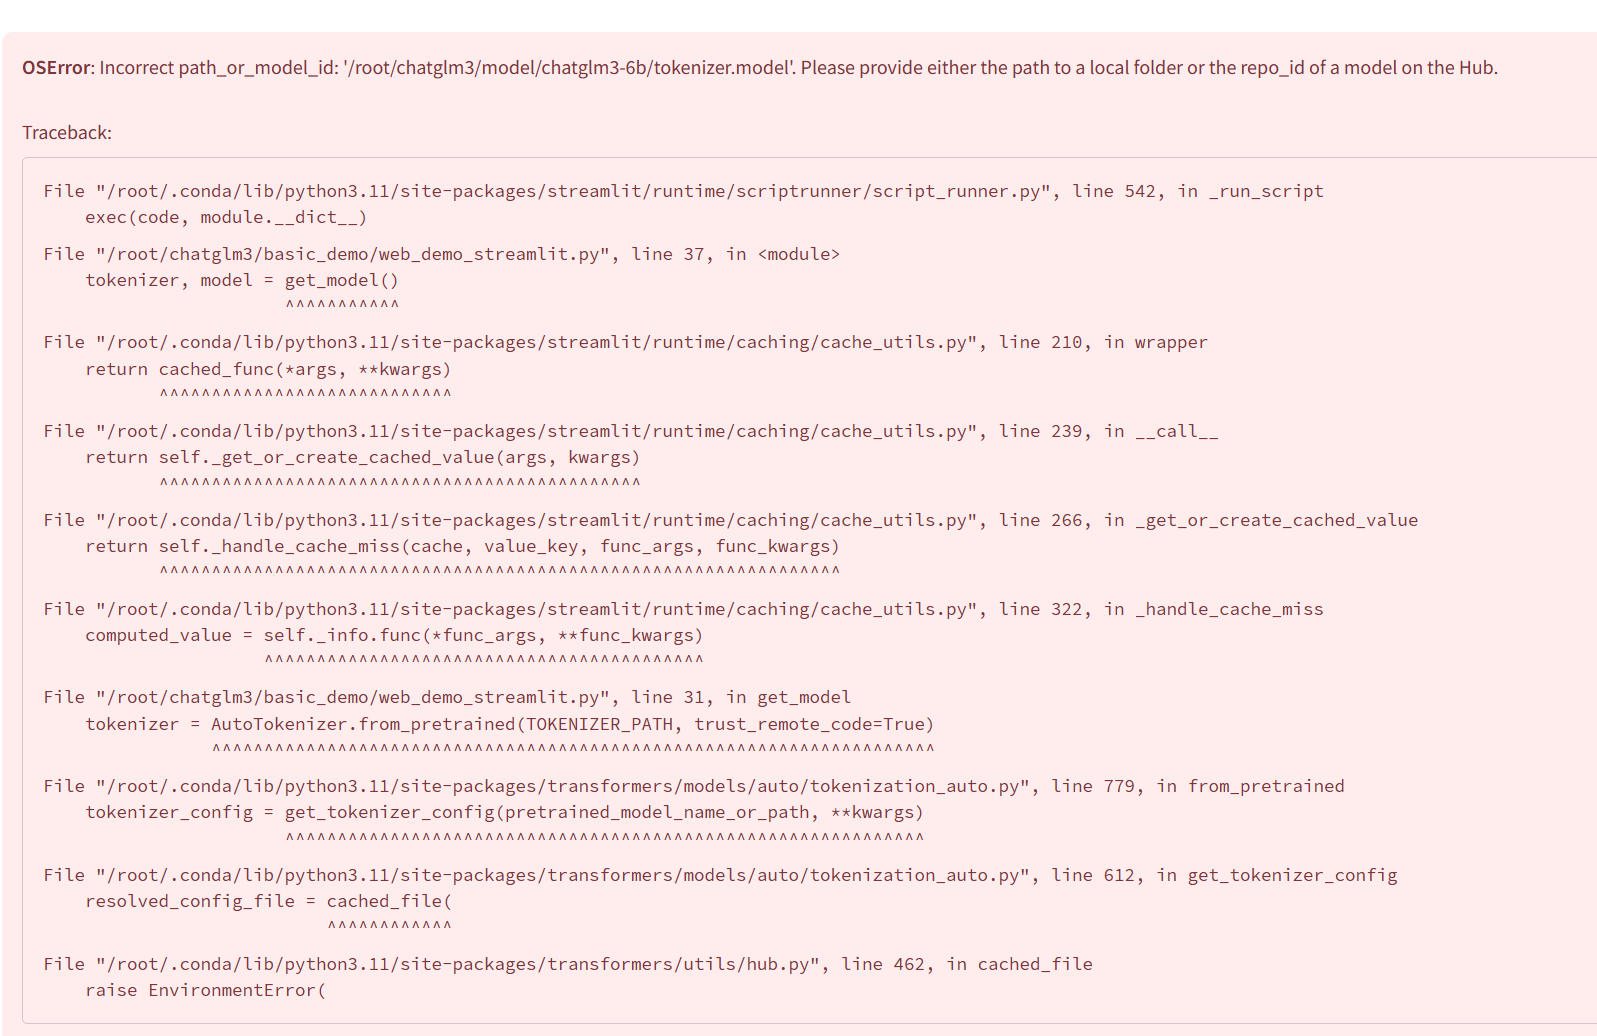 OSError: Incorrect path_or_model_id: '/root/chatglm3/model/chatglm3-6b/tokenizer.model'. Please provide either the path to a local folder or the repo_id of a model on the Hub.
Traceback:
File "/root/.conda/lib/python3.11/site-packages/streamlit/runtime/scriptrunner/script_runner.py", line 542, in _run_script
    exec(code, module.__dict__)
File "/root/chatglm3/basic_demo/web_demo_streamlit.py", line 37, in <module>
    tokenizer, model = get_model()
                       ^^^^^^^^^^^
File "/root/.conda/lib/python3.11/site-packages/streamlit/runtime/caching/cache_utils.py", line 210, in wrapper
    return cached_func(*args, **kwargs)
           ^^^^^^^^^^^^^^^^^^^^^^^^^^^^
File "/root/.conda/lib/python3.11/site-packages/streamlit/runtime/caching/cache_utils.py", line 239, in __call__
    return self._get_or_create_cached_value(args, kwargs)
           ^^^^^^^^^^^^^^^^^^^^^^^^^^^^^^^^^^^^^^^^^^^^^^
File "/root/.conda/lib/python3.11/site-packages/streamlit/runtime/caching/cache_utils.py", line 266, in _get_or_create_cached_value
    return self._handle_cache_miss(cache, value_key, func_args, func_kwargs)
           ^^^^^^^^^^^^^^^^^^^^^^^^^^^^^^^^^^^^^^^^^^^^^^^^^^^^^^^^^^^^^^^^^
File "/root/.conda/lib/python3.11/site-packages/streamlit/runtime/caching/cache_utils.py", line 322, in _handle_cache_miss
    computed_value = self._info.func(*func_args, **func_kwargs)
                     ^^^^^^^^^^^^^^^^^^^^^^^^^^^^^^^^^^^^^^^^^^
File "/root/chatglm3/basic_demo/web_demo_streamlit.py", line 31, in get_model
    tokenizer = AutoTokenizer.from_pretrained(TOKENIZER_PATH, trust_remote_code=True)
                ^^^^^^^^^^^^^^^^^^^^^^^^^^^^^^^^^^^^^^^^^^^^^^^^^^^^^^^^^^^^^^^^^^^^^
File "/root/.conda/lib/python3.11/site-packages/transformers/models/auto/tokenization_auto.py", line 779, in from_pretrained
    tokenizer_config = get_tokenizer_config(pretrained_model_name_or_path, **kwargs)
                       ^^^^^^^^^^^^^^^^^^^^^^^^^^^^^^^^^^^^^^^^^^^^^^^^^^^^^^^^^^^^^
File "/root/.conda/lib/python3.11/site-packages/transformers/models/auto/tokenization_auto.py", line 612, in get_tokenizer_config
    resolved_config_file = cached_file(
                           ^^^^^^^^^^^^
File "/root/.conda/lib/python3.11/site-packages/transformers/utils/hub.py", line 462, in cached_file
    raise EnvironmentError(